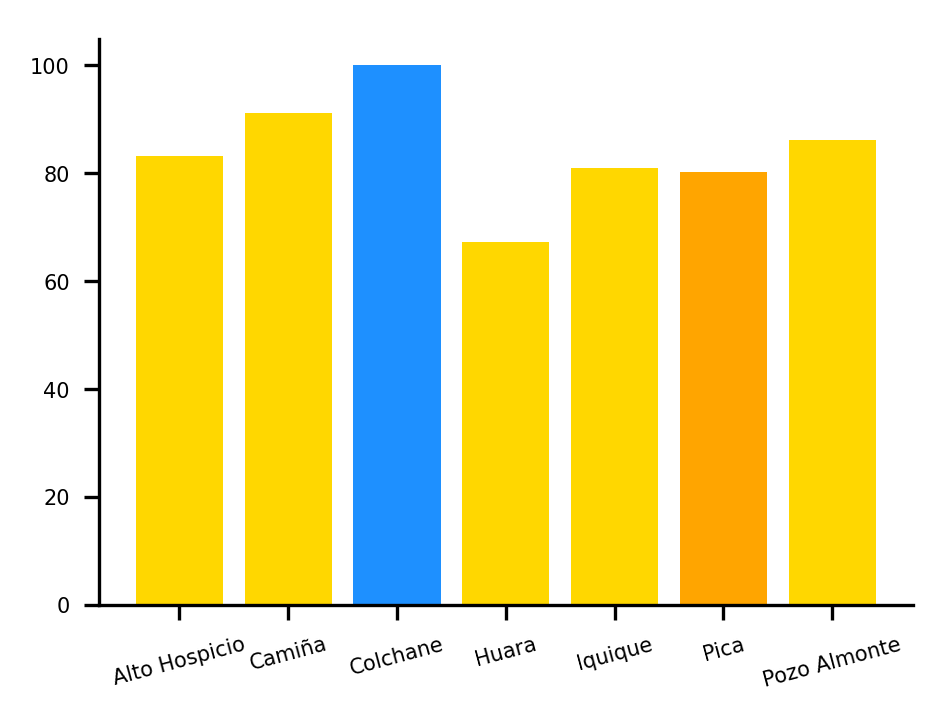 100
80
60
40
20
0
Alto Hospicio
Camiña
Colchane
Huara
Iquique
Pica
Pozo Almonte